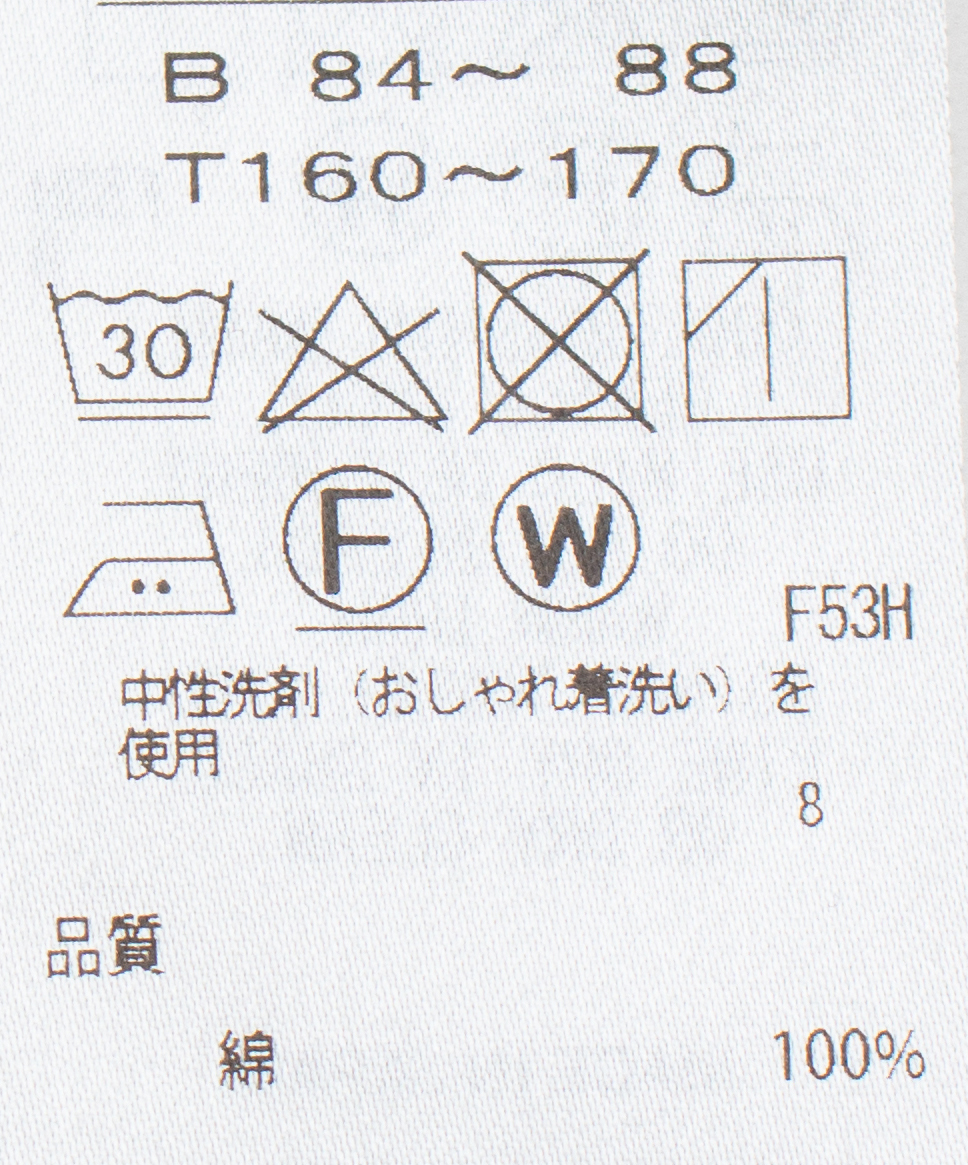 B 84～ 88
T160～170
30
F W
F53H
中性洗剤（おしゃれ着洗い）を
使用
8
品質
綿 100%